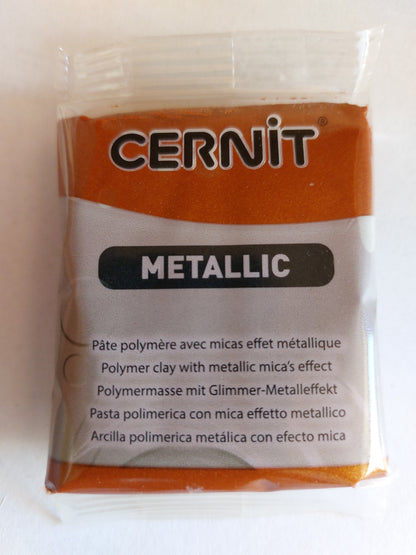 CERNiT®
METALLIC
Pâte polymère avec micas effet métallique
Polymer clay with metallic mica's effect
Polymermasse mit Glimmer-Metalleffekt
Pasta polimerica con mica effetto metallico
Arcilla polimerica metálica con efecto mica